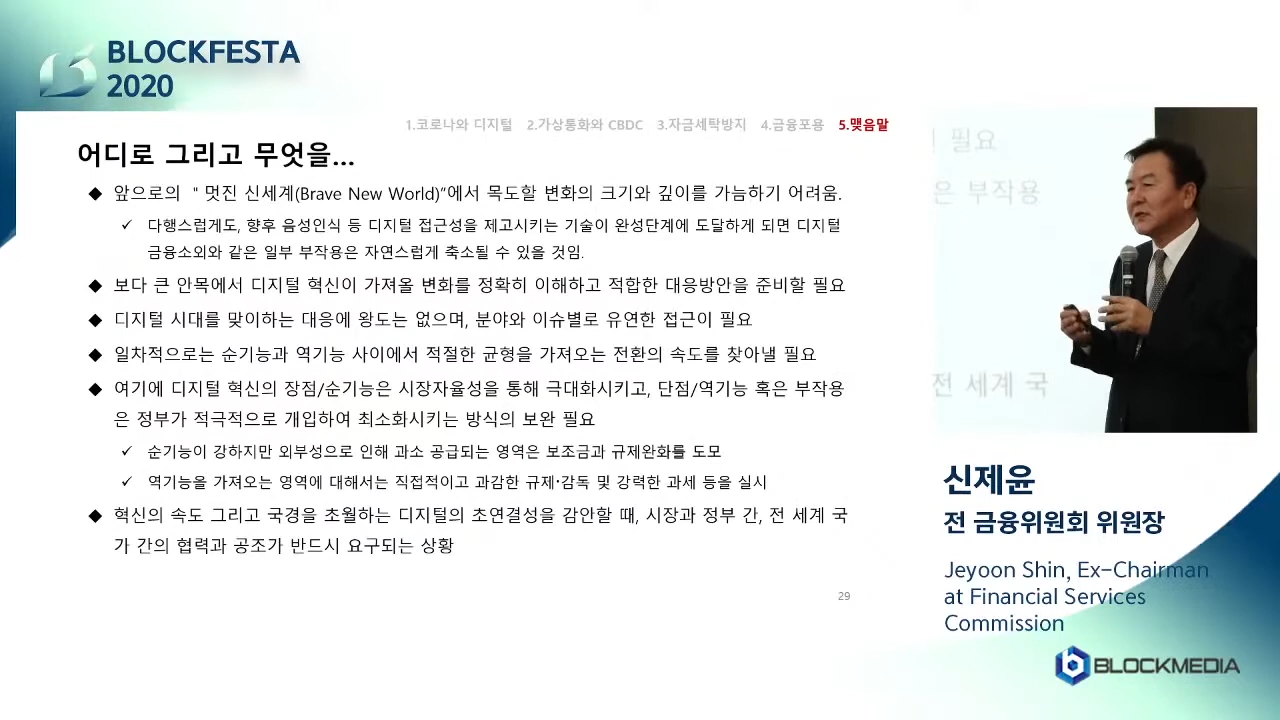 BLOCKFESTA
2020
1.코로나와 디지털 2.가상통화와 CBDC 3.자금세탁방지 4.금융포용 5.맺음말
어디로 그리고 무엇을...
◆ 앞으로의 " 멋진 신세계(Brave New World)"에서 목도할 변화의 크기와 깊이를 가늠하기 어려움.
✓ 다행스럽게도, 향후 음성인식 등 디지털 접근성을 제고시키는 기술이 완성단계에 도달하게 되면 디지털
금융소외와 같은 일부 부작용은 자연스럽게 축소될 수 있을 것임.
◆ 보다 큰 안목에서 디지털 혁신이 가져올 변화를 정확히 이해하고 적합한 대응방안을 준비할 필요
◆ 디지털 시대를 맞이하는 대응에 왕도는 없으며, 분야와 이슈별로 유연한 접근이 필요
◆ 일차적으로는 순기능과 역기능 사이에서 적절한 균형을 가져오는 전환의 속도를 찾아낼 필요
◆ 여기에 디지털 혁신의 장점/순기능은 시장자율성을 통해 극대화시키고, 단점/역기능 혹은 부작용
은 정부가 적극적으로 개입하여 최소화시키는 방식의 보완 필요
✓ 순기능이 강하지만 외부성으로 인해 과소 공급되는 영역은 보조금과 규제완화를 도모
✓ 역기능을 가져오는 영역에 대해서는 직접적이고 과감한 규제·감독 및 강력한 과세 등을 실시
◆ 혁신의 속도 그리고 국경을 초월하는 디지털의 초연결성을 감안할 때, 시장과 정부 간, 전 세계 국
가 간의 협력과 공조가 반드시 요구되는 상황
29
필요
은 부작용
전 세계 국
신제윤
전 금융위원회 위원장
Jeyoon Shin, Ex-Chairman
at Financial Services
Commission
BLOCKMEDIA